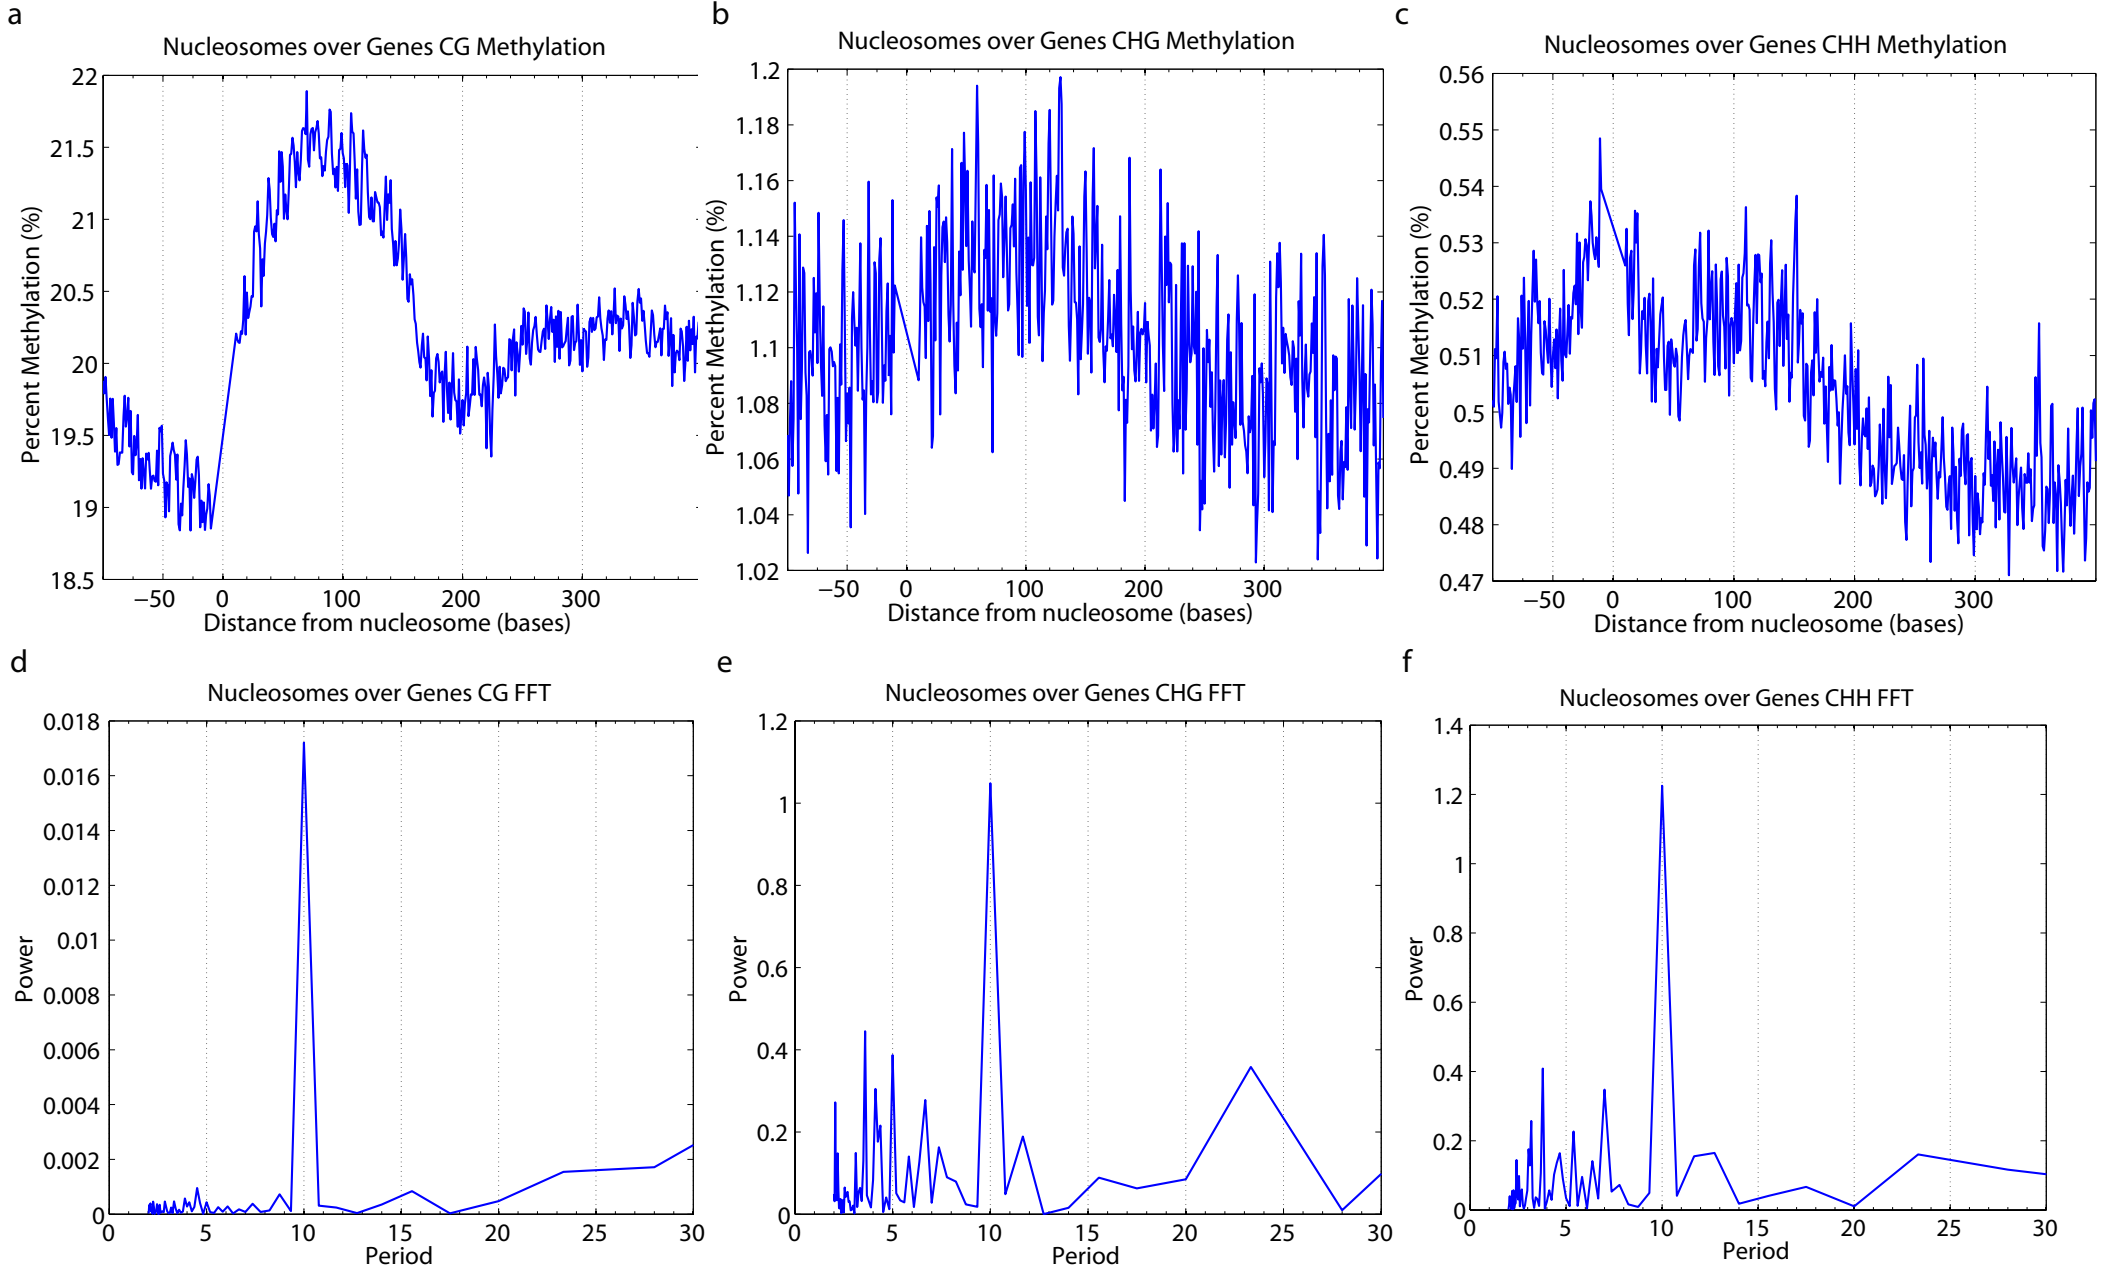 a
Nucleosomes over Genes CG Methylation
22
21.5
21
20.5
20
19.5
19
18.5
Percent Methylation (%)
−50 0 100 200 300
Distance from nucleosome (bases)
b
Nucleosomes over Genes CHG Methylation
1.2
1.18
1.16
1.14
1.12
1.1
1.08
1.06
1.04
1.02
Percent Methylation (%)
−50 0 100 200 300
Distance from nucleosome (bases)
c
Nucleosomes over Genes CHH Methylation
0.56
0.55
0.54
0.53
0.52
0.51
0.5
0.49
0.48
0.47
Percent Methylation (%)
−50 0 100 200 300
Distance from nucleosome (bases)
d
Nucleosomes over Genes CG FFT
0.018
0.016
0.014
0.012
0.01
0.008
0.006
0.004
0.002
0
Power
0 5 10 15 20 25 30
Period
e
Nucleosomes over Genes CHG FFT
1.2
1
0.8
0.6
0.4
0.2
0
Power
0 5 10 15 20 25 30
Period
f
Nucleosomes over Genes CHH FFT
1.4
1.2
1
0.8
0.6
0.4
0.2
0
Power
0 5 10 15 20 25 30
Period